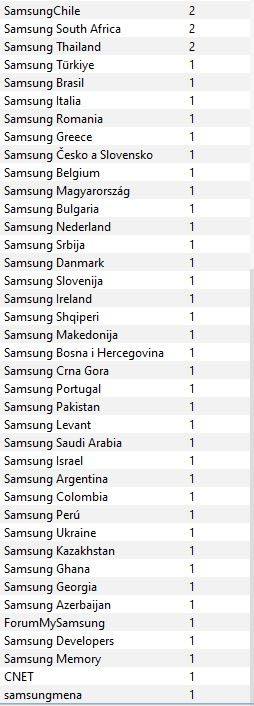 SamsungChile 2
Samsung South Africa 2
Samsung Thailand 2
Samsung Türkiye 1
Samsung Brasil 1
Samsung Italia 1
Samsung Romania 1
Samsung Greece 1
Samsung Česko a Slovensko 1
Samsung Belgium 1
Samsung Magyarország 1
Samsung Bulgaria 1
Samsung Nederland 1
Samsung Srbija 1
Samsung Danmark 1
Samsung Slovenija 1
Samsung Ireland 1
Samsung Shqiperi 1
Samsung Makedonija 1
Samsung Bosna i Hercegovina 1
Samsung Crna Gora 1
Samsung Portugal 1
Samsung Pakistan 1
Samsung Levant 1
Samsung Saudi Arabia 1
Samsung Israel 1
Samsung Argentina 1
Samsung Colombia 1
Samsung Perú 1
Samsung Ukraine 1
Samsung Kazakhstan 1
Samsung Ghana 1
Samsung Georgia 1
Samsung Azerbaijan 1
ForumMySamsung 1
Samsung Developers 1
Samsung Memory 1
CNET 1
samsungmena 1